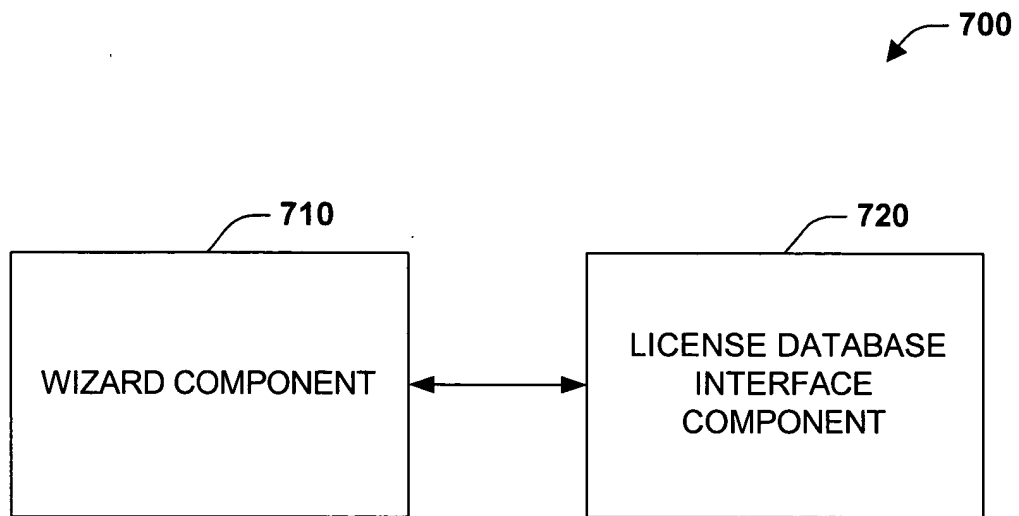 700
710
720
WIZARD COMPONENT
LICENSE DATABASE
INTERFACE
COMPONENT